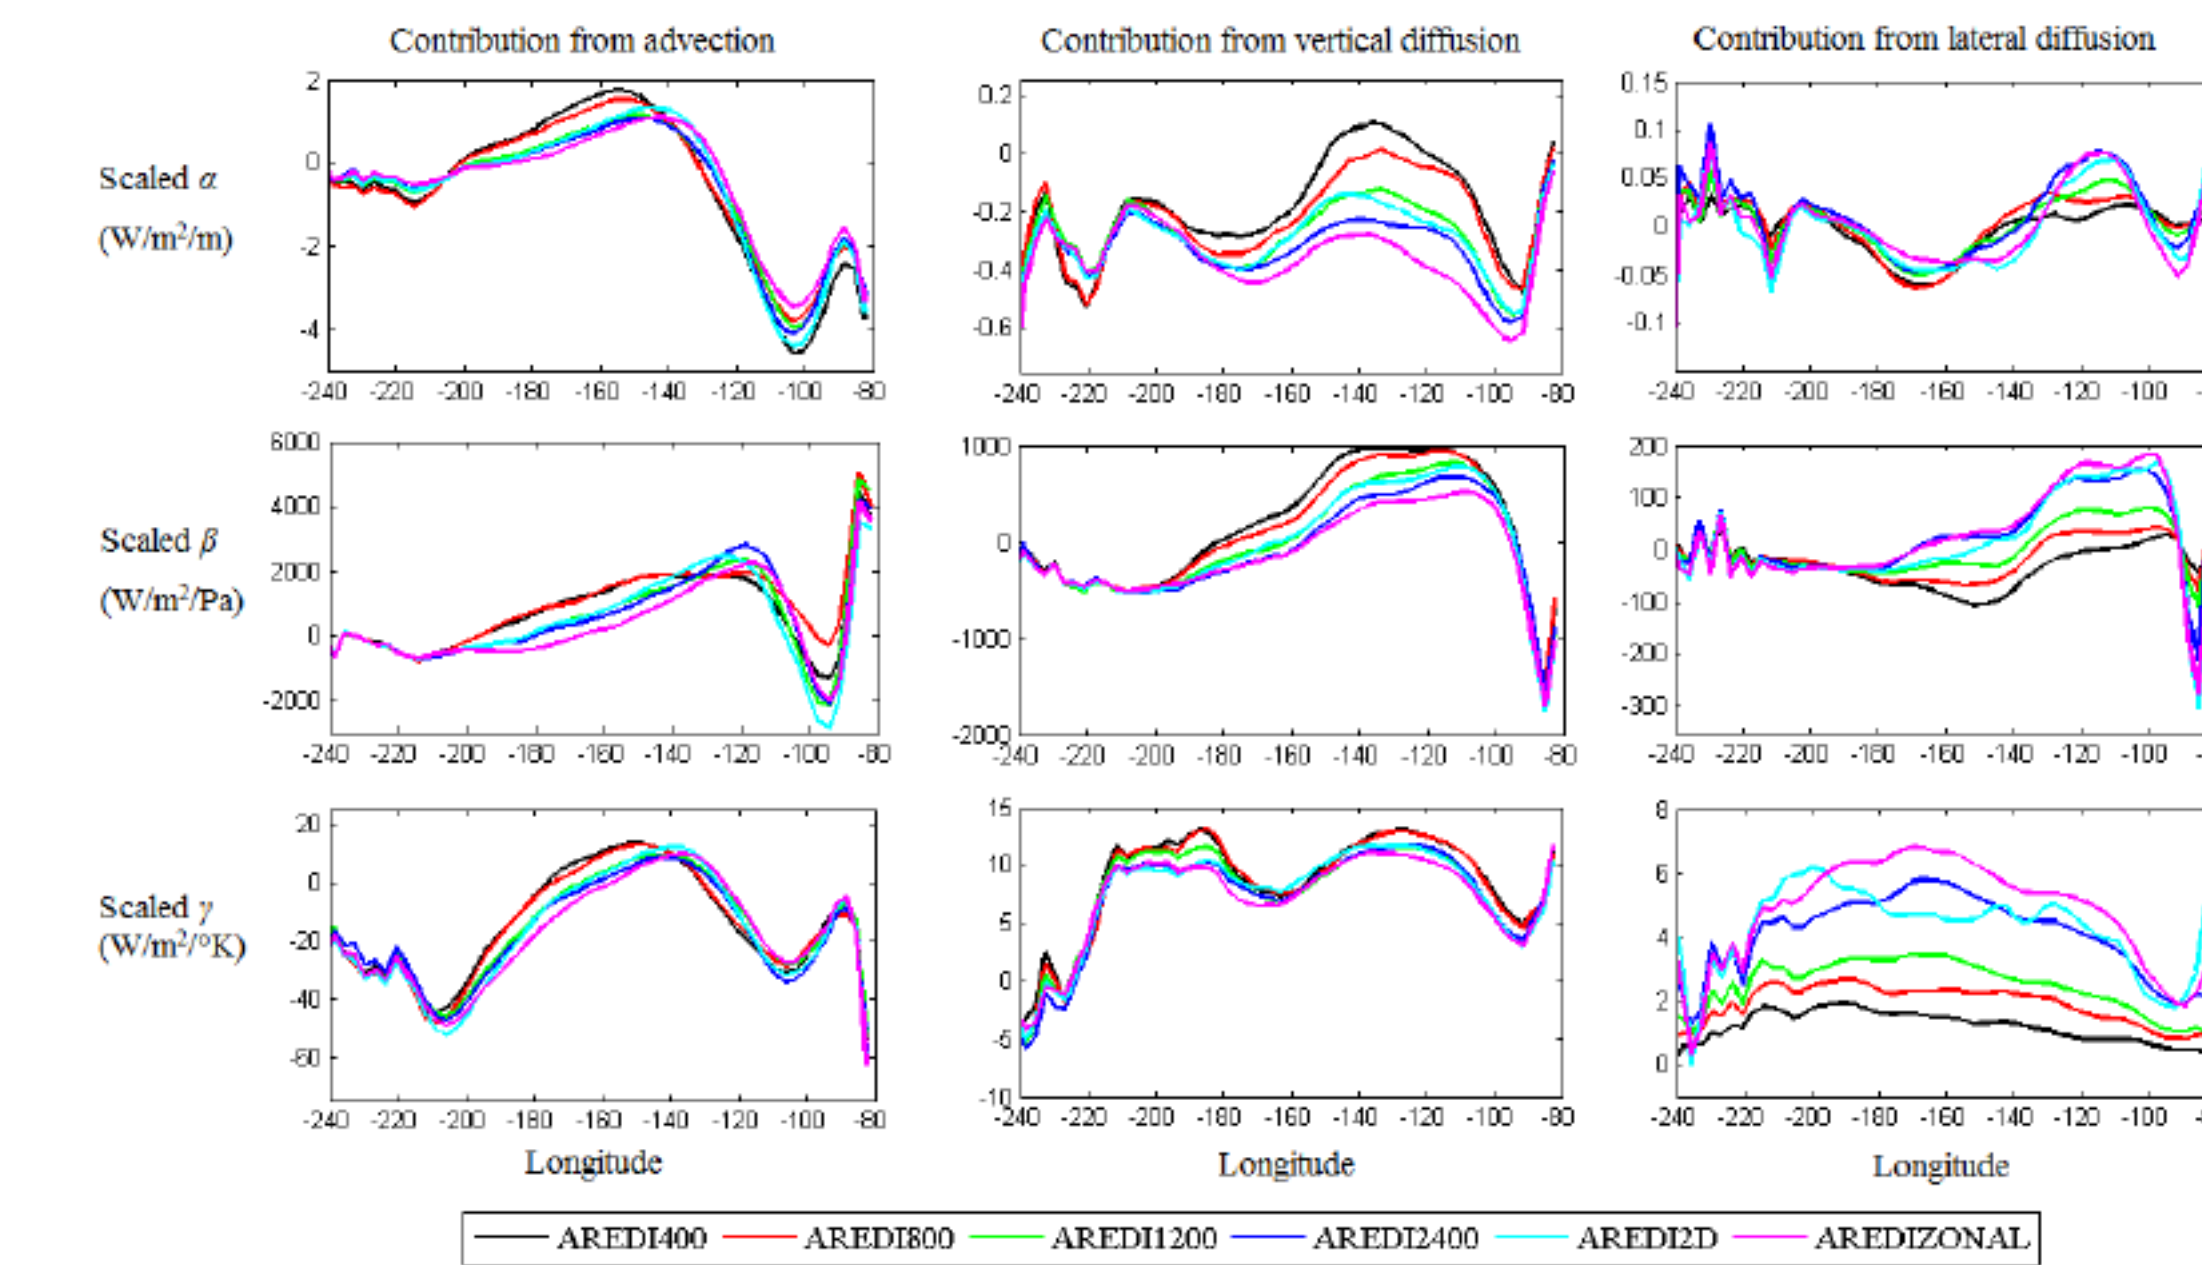 Contribution from advection
Contribution from vertical diffusion
Contribution from lateral diffusion
Scaled α
(W/m²/m)
2
0
-2
-4
-240 -220 -200 -180 -160 -140 -120 -100 -80
0.2
0
-0.2
-0.4
-0.6
-240 -220 -200 -180 -160 -140 -120 -100 -80
0.15
0.1
0.05
0
-0.05
-0.1
-240 -220 -200 -180 -160 -140 -120 -100
Scaled β
(W/m²/Pa)
6000
4000
2000
0
-2000
-240 -220 -200 -180 -160 -140 -120 -100 -80
1000
0
-1000
-2000
-240 -220 -200 -180 -160 -140 -120 -100 -80
200
100
0
-100
-200
-300
-240 -220 -200 -180 -160 -140 -120 -100
Scaled γ
(W/m²/°K)
20
0
-20
-40
-60
-240 -220 -200 -180 -160 -140 -120 -100 -80
15
10
5
0
-5
-10
-240 -220 -200 -180 -160 -140 -120 -100 -80
8
6
4
2
0
-240 -220 -200 -180 -160 -140 -120 -100
Longitude
Longitude
Longitude
AREDI400 AREDI800 AREDI1200 AREDI2400 AREDI2D AREDIZONAL